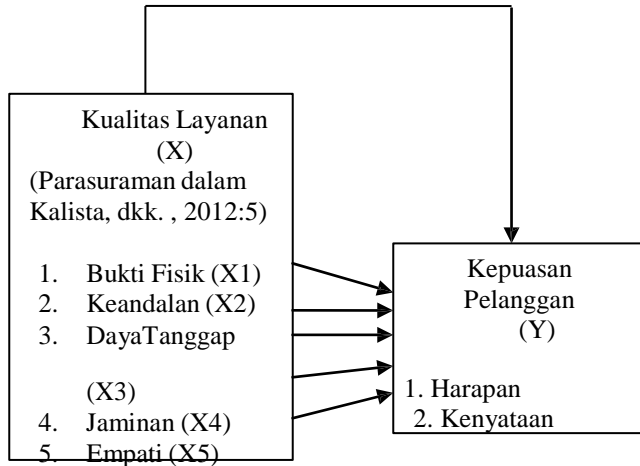 Kualitas Layanan
(X)
(Parasuraman dalam
Kalista, dkk. , 2012:5)
1. Bukti Fisik (X1)
2. Keandalan (X2)
3. DayaTanggap
(X3)
4. Jaminan (X4)
5. Empati (X5)
Kepuasan
Pelanggan
(Y)
1. Harapan
2. Kenyataan